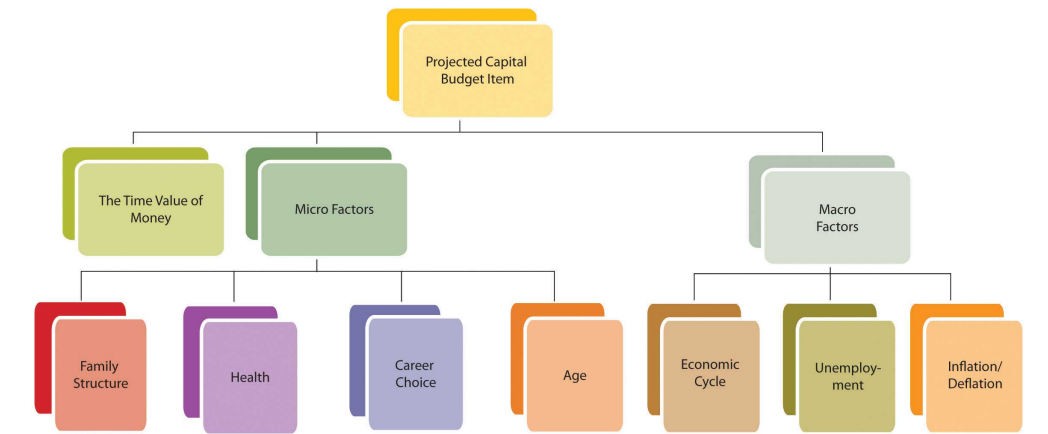 Projected Capital
Budget Item
The Time Value of
Money
Micro Factors
Macro
Factors
Family
Structure
Health
Career
Choice
Age
Economic
Cycle
Unemploy-
ment
Inflation/
Deflation